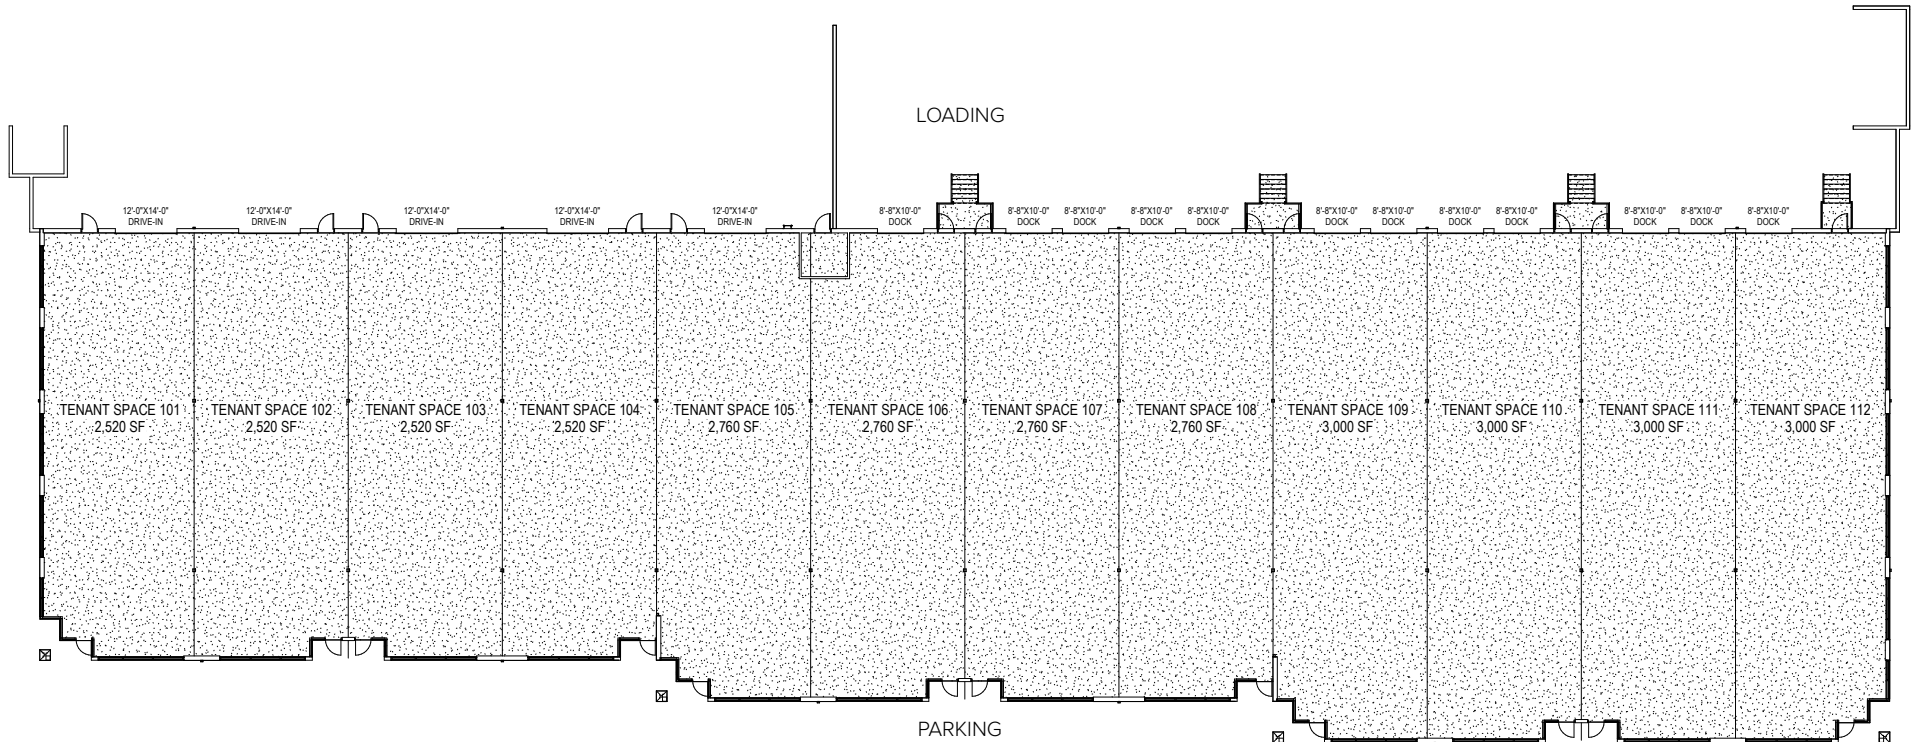 LOADING
12'-0"X14'-0"
DRIVE-IN
12'-0"X14'-0"
DRIVE-IN
12'-0"X14'-0"
DRIVE-IN
12'-0"X14'-0"
DRIVE-IN
12'-0"X14'-0"
DRIVE-IN
8'-8"X10'-0"
DOCK
8'-8"X10'-0"
DOCK
8'-8"X10'-0"
DOCK
8'-8"X10'-0"
DOCK
8'-8"X10'-0"
DOCK
8'-8"X10'-0"
DOCK
8'-8"X10'-0"
DOCK
8'-8"X10'-0"
DOCK
8'-8"X10'-0"
DOCK
8'-8"X10'-0"
DOCK
8'-8"X10'-0"
DOCK
8'-8"X10'-0"
DOCK
TENANT SPACE 101
2,520 SF
TENANT SPACE 102
2,520 SF
TENANT SPACE 103
2,520 SF
TENANT SPACE 104
2,520 SF
TENANT SPACE 105
2,760 SF
TENANT SPACE 106
2,760 SF
TENANT SPACE 107
2,760 SF
TENANT SPACE 108
2,760 SF
TENANT SPACE 109
3,000 SF
TENANT SPACE 110
3,000 SF
TENANT SPACE 111
3,000 SF
TENANT SPACE 112
3,000 SF
PARKING